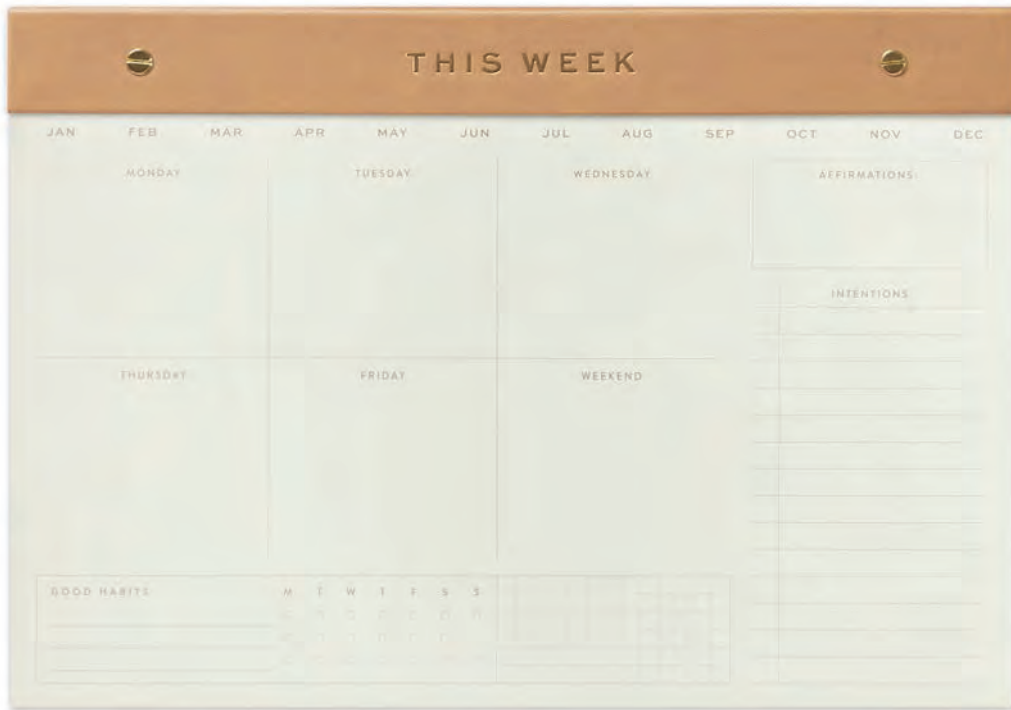 THIS WEEK
JAN FEB MAR APR MAY JUN JUL AUG SEP OCT NOV DEC
MONDAY TUESDAY WEDNESDAY
AFFIRMATIONS:
INTENTIONS
THURSDAY FRIDAY WEEKEND
GOOD HABITS M T W T F S S